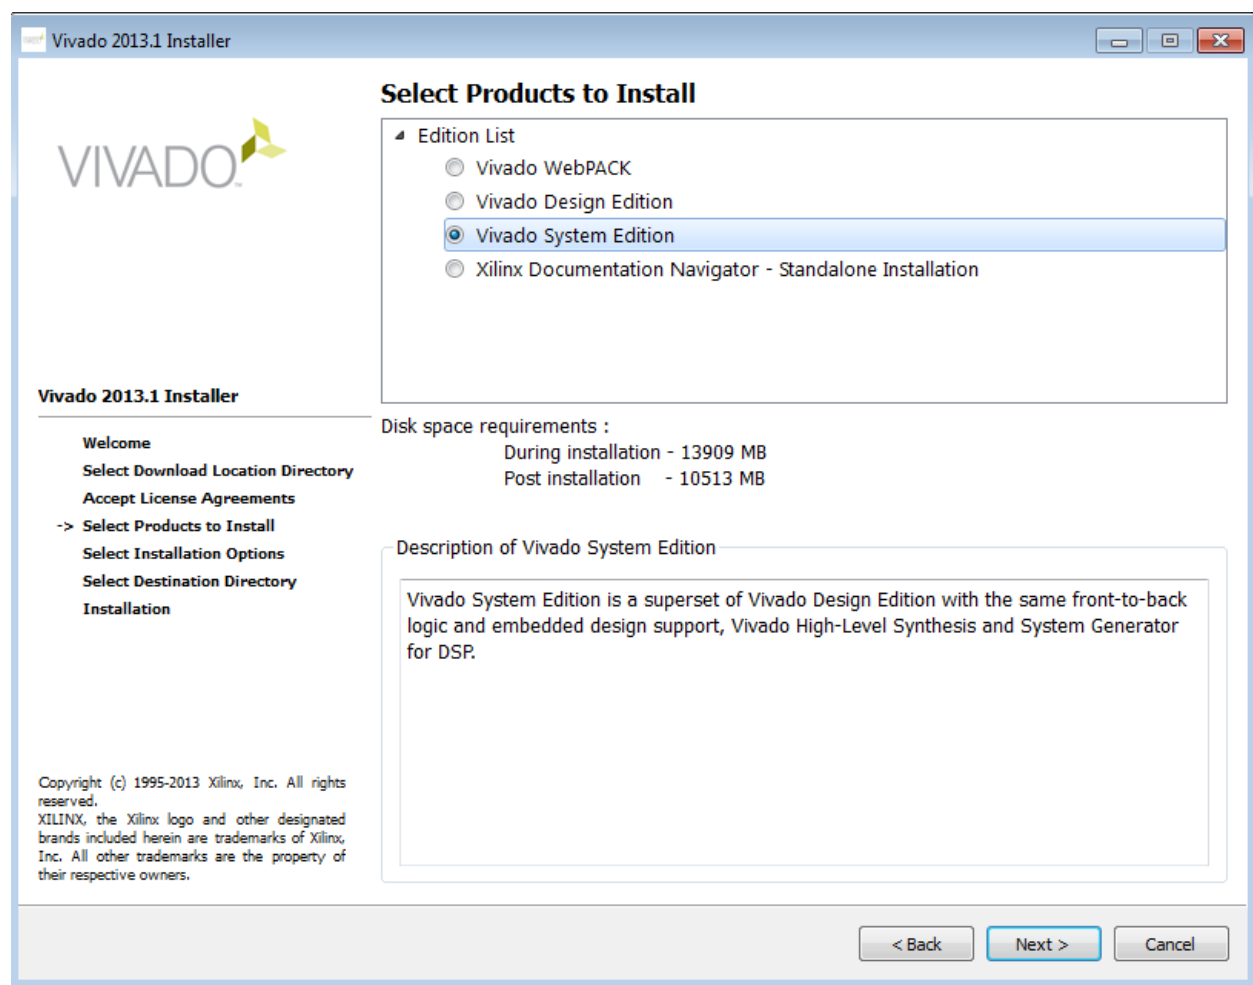 Vivado 2013.1 Installer
VIVADO
Select Products to Install
Edition List
Vivado WebPACK
Vivado Design Edition
Vivado System Edition
Xilinx Documentation Navigator - Standalone Installation
Vivado 2013.1 Installer
Welcome
Select Download Location Directory
Accept License Agreements
-> Select Products to Install
Select Installation Options
Select Destination Directory
Installation
Disk space requirements :
During installation - 13909 MB
Post installation - 10513 MB
Description of Vivado System Edition
Vivado System Edition is a superset of Vivado Design Edition with the same front-to-back
logic and embedded design support, Vivado High-Level Synthesis and System Generator
for DSP.
Copyright (c) 1995-2013 Xilinx, Inc. All rights
reserved.
XILINX, the Xilinx logo and other designated
brands included herein are trademarks of Xilinx,
Inc. All other trademarks are the property of
their respective owners.
< Back
Next >
Cancel